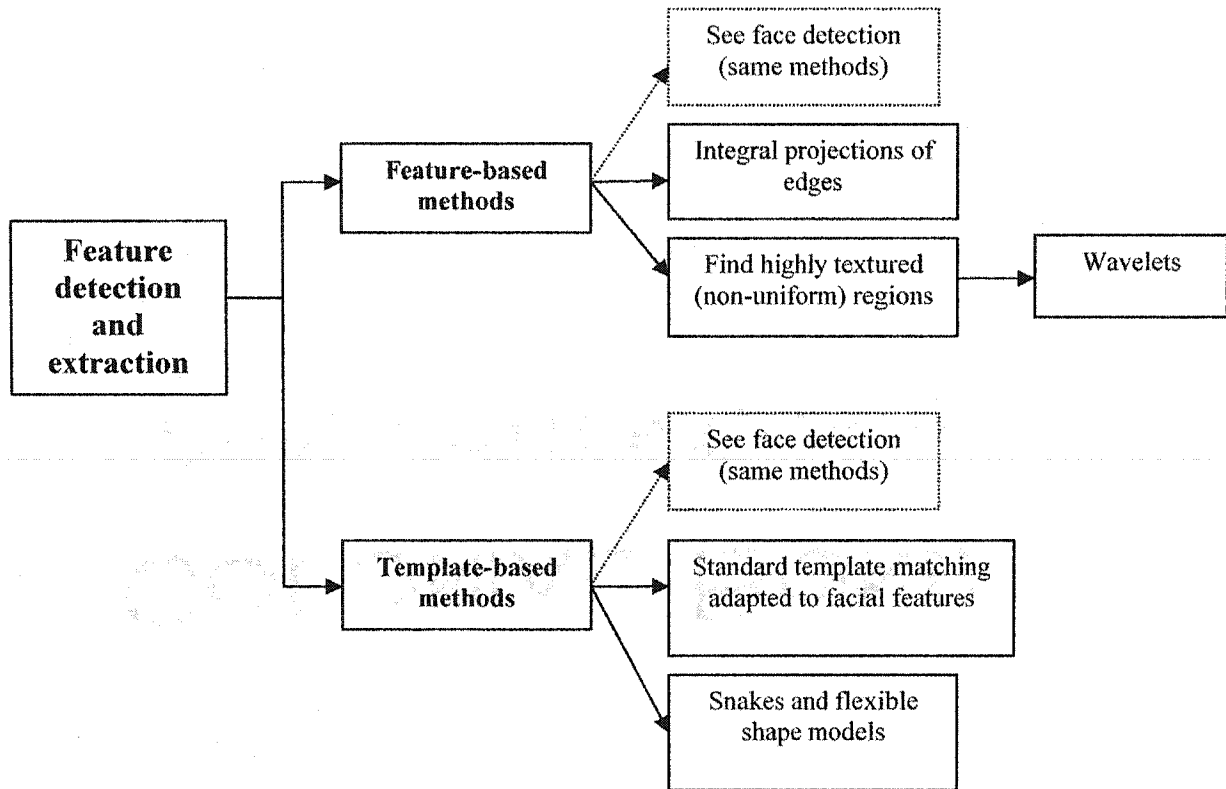 Feature
detection
and
extraction
Feature-based
methods
See face detection
(same methods)
Integral projections of
edges
Find highly textured
(non-uniform) regions
Wavelets
Template-based
methods
See face detection
(same methods)
Standard template matching
adapted to facial features
Snakes and flexible
shape models